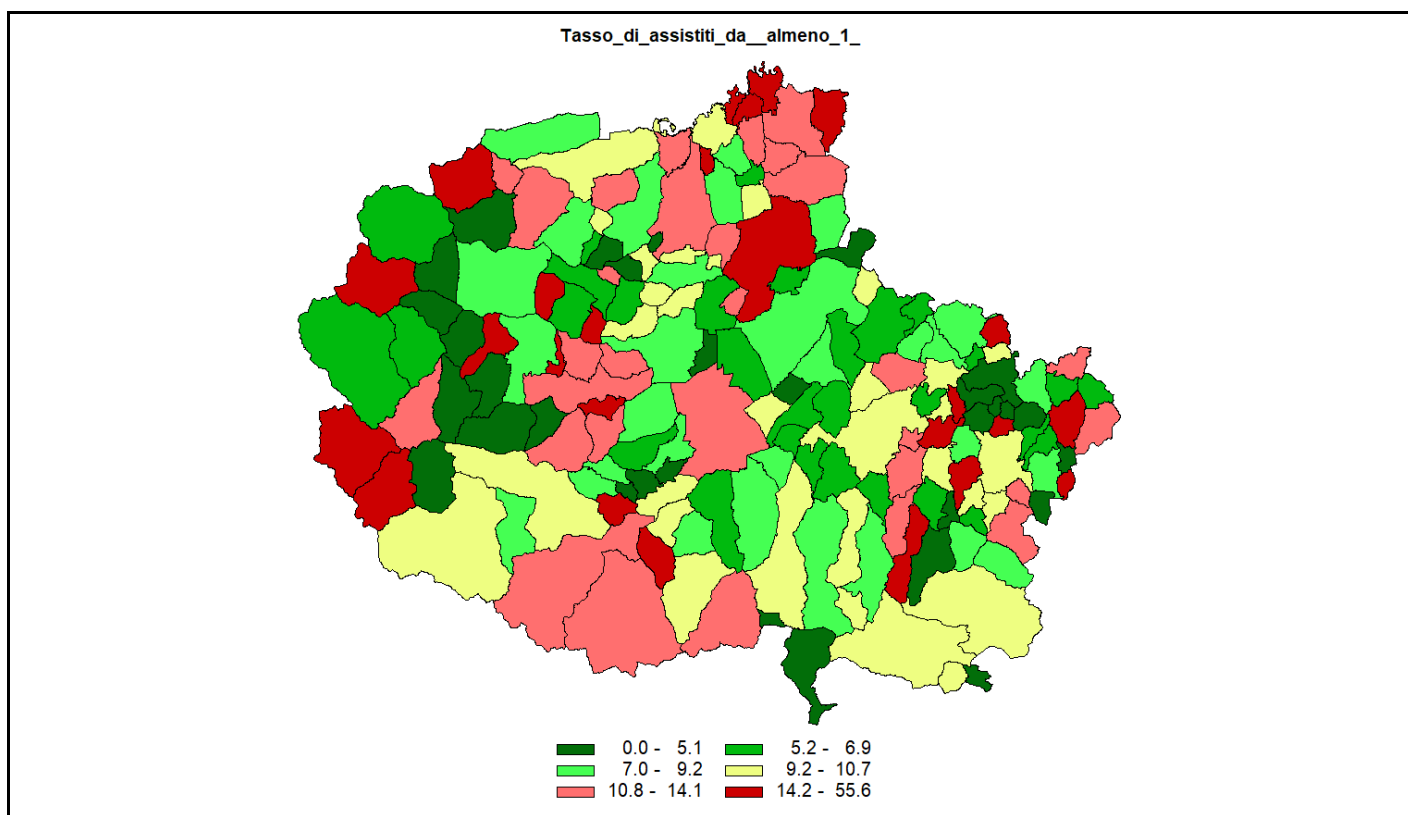 Tasso_di_assistiti_da__almeno_1_
0.0 - 5.1 5.2 - 6.9
7.0 - 9.2 9.2 - 10.7
10.8 - 14.1 14.2 - 55.6